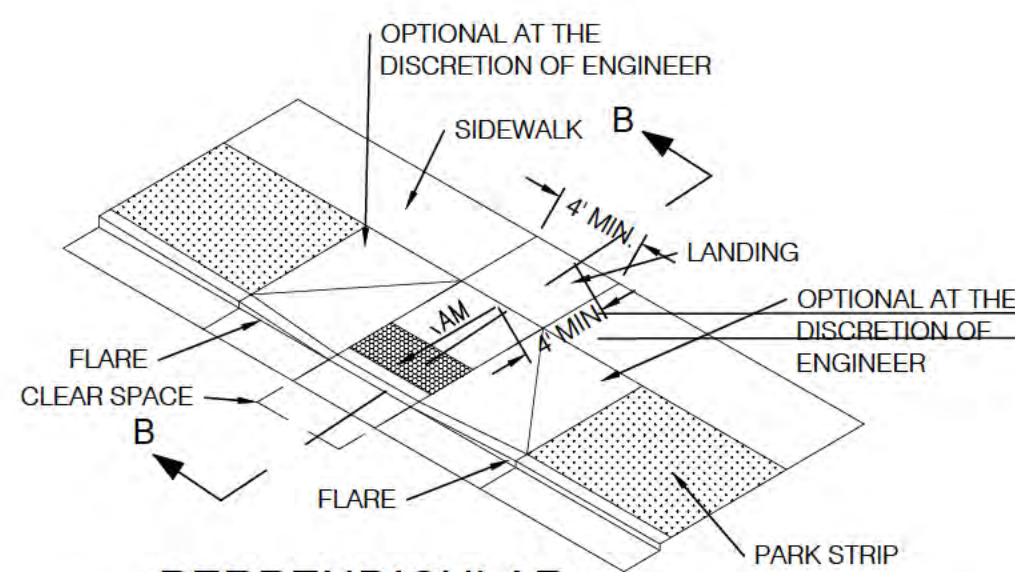 OPTIONAL AT THE
DISCRETION OF ENGINEER
SIDEWALK
B
4' MIN.
LANDING
OPTIONAL AT THE
DISCRETION OF
ENGINEER
4' MIN.
FLARE
CLEAR SPACE
B
FLARE
PARK STRIP